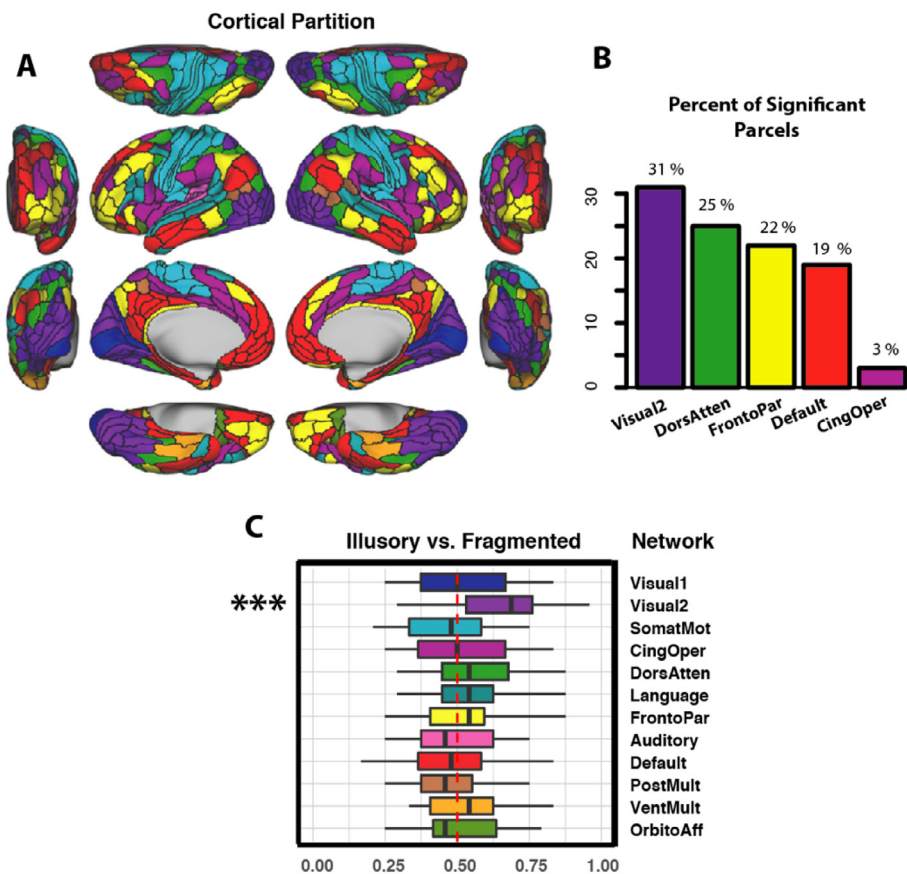 Cortical Partition
A
B
Percent of Significant
Parcels
31 %
25 %
22 %
19 %
3 %
30
20
10
0
Visual2
DorsAtten
FrontoPar
Default
CingOper
C
Illusory vs. Fragmented
Network
Visual1
***
Visual2
SomatMot
CingOper
DorsAtten
Language
FrontoPar
Auditory
Default
PostMult
VentMult
OrbitoAff
0.00 0.25 0.50 0.75 1.00